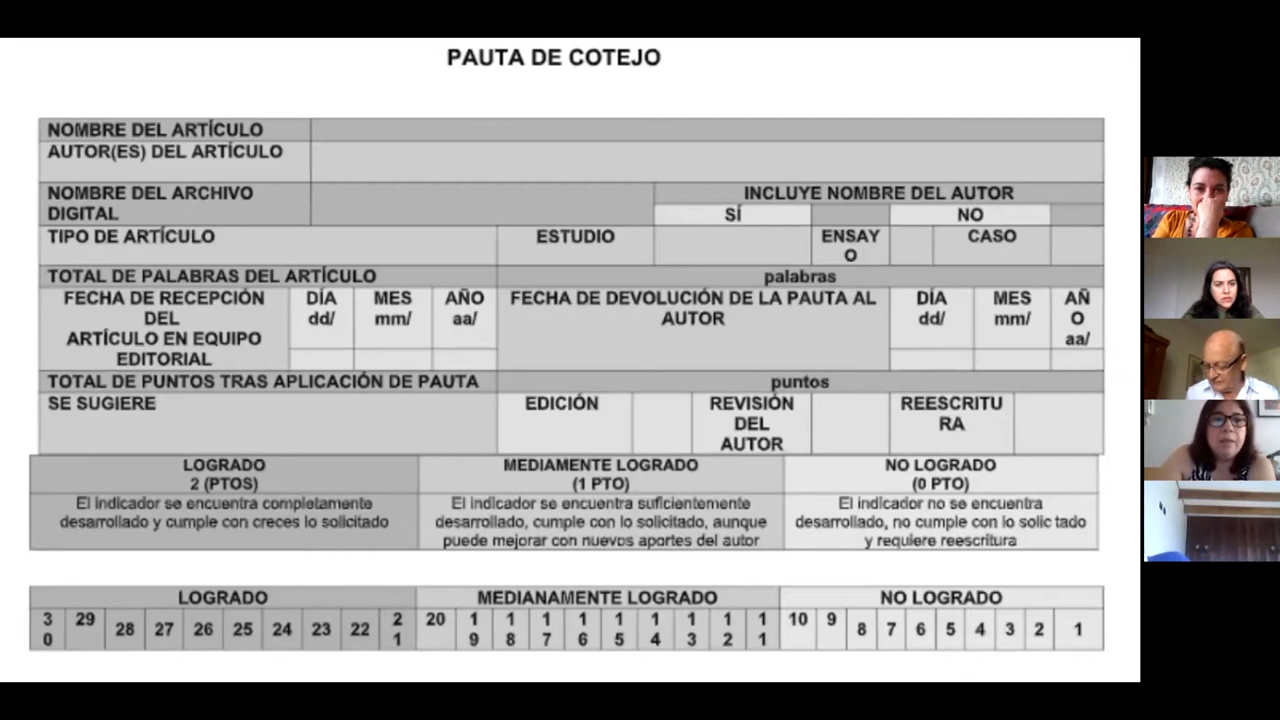 PAUTA DE COTEJO
NOMBRE DEL ARTÍCULO
AUTOR(ES) DEL ARTÍCULO
NOMBRE DEL ARCHIVO
DIGITAL
INCLUYE NOMBRE DEL AUTOR
SÍ
NO
TIPO DE ARTÍCULO
ESTUDIO
ENSAY
O
CASO
TOTAL DE PALABRAS DEL ARTÍCULO
palabras
FECHA DE RECEPCIÓN
DEL
ARTÍCULO EN EQUIPO
EDITORIAL
DÍA
dd/
MES
mm/
AÑO
aa/
FECHA DE DEVOLUCIÓN DE LA PAUTA AL
AUTOR
DÍA
dd/
MES
mm/
AÑ
O
aa/
TOTAL DE PUNTOS TRAS APLICACIÓN DE PAUTA
puntos
SE SUGIERE
EDICIÓN
REVISIÓN
DEL
AUTOR
REESCRITU
RA
LOGRADO
2 (PTOS)
MEDIAMENTE LOGRADO
(1 PTO)
NO LOGRADO
(0 PTO)
El indicador se encuentra completamente
desarrollado y cumple con creces lo solicitado
El indicador se encuentra suficientemente
desarrollado, cumple con lo solicitado, aunque
puede mejorar con nuevos aportes del autor
El indicador no se encuentra
desarrollado, no cumple con lo solic tado
y requiere reescritura
LOGRADO
MEDIANAMENTE LOGRADO
NO LOGRADO
3
0
29
28
27
26
25
24
23
22
2
1
20
1
9
1
8
1
7
1
6
1
5
1
4
1
3
1
2
1
1
10
9
8
7
6
5
4
3
2
1